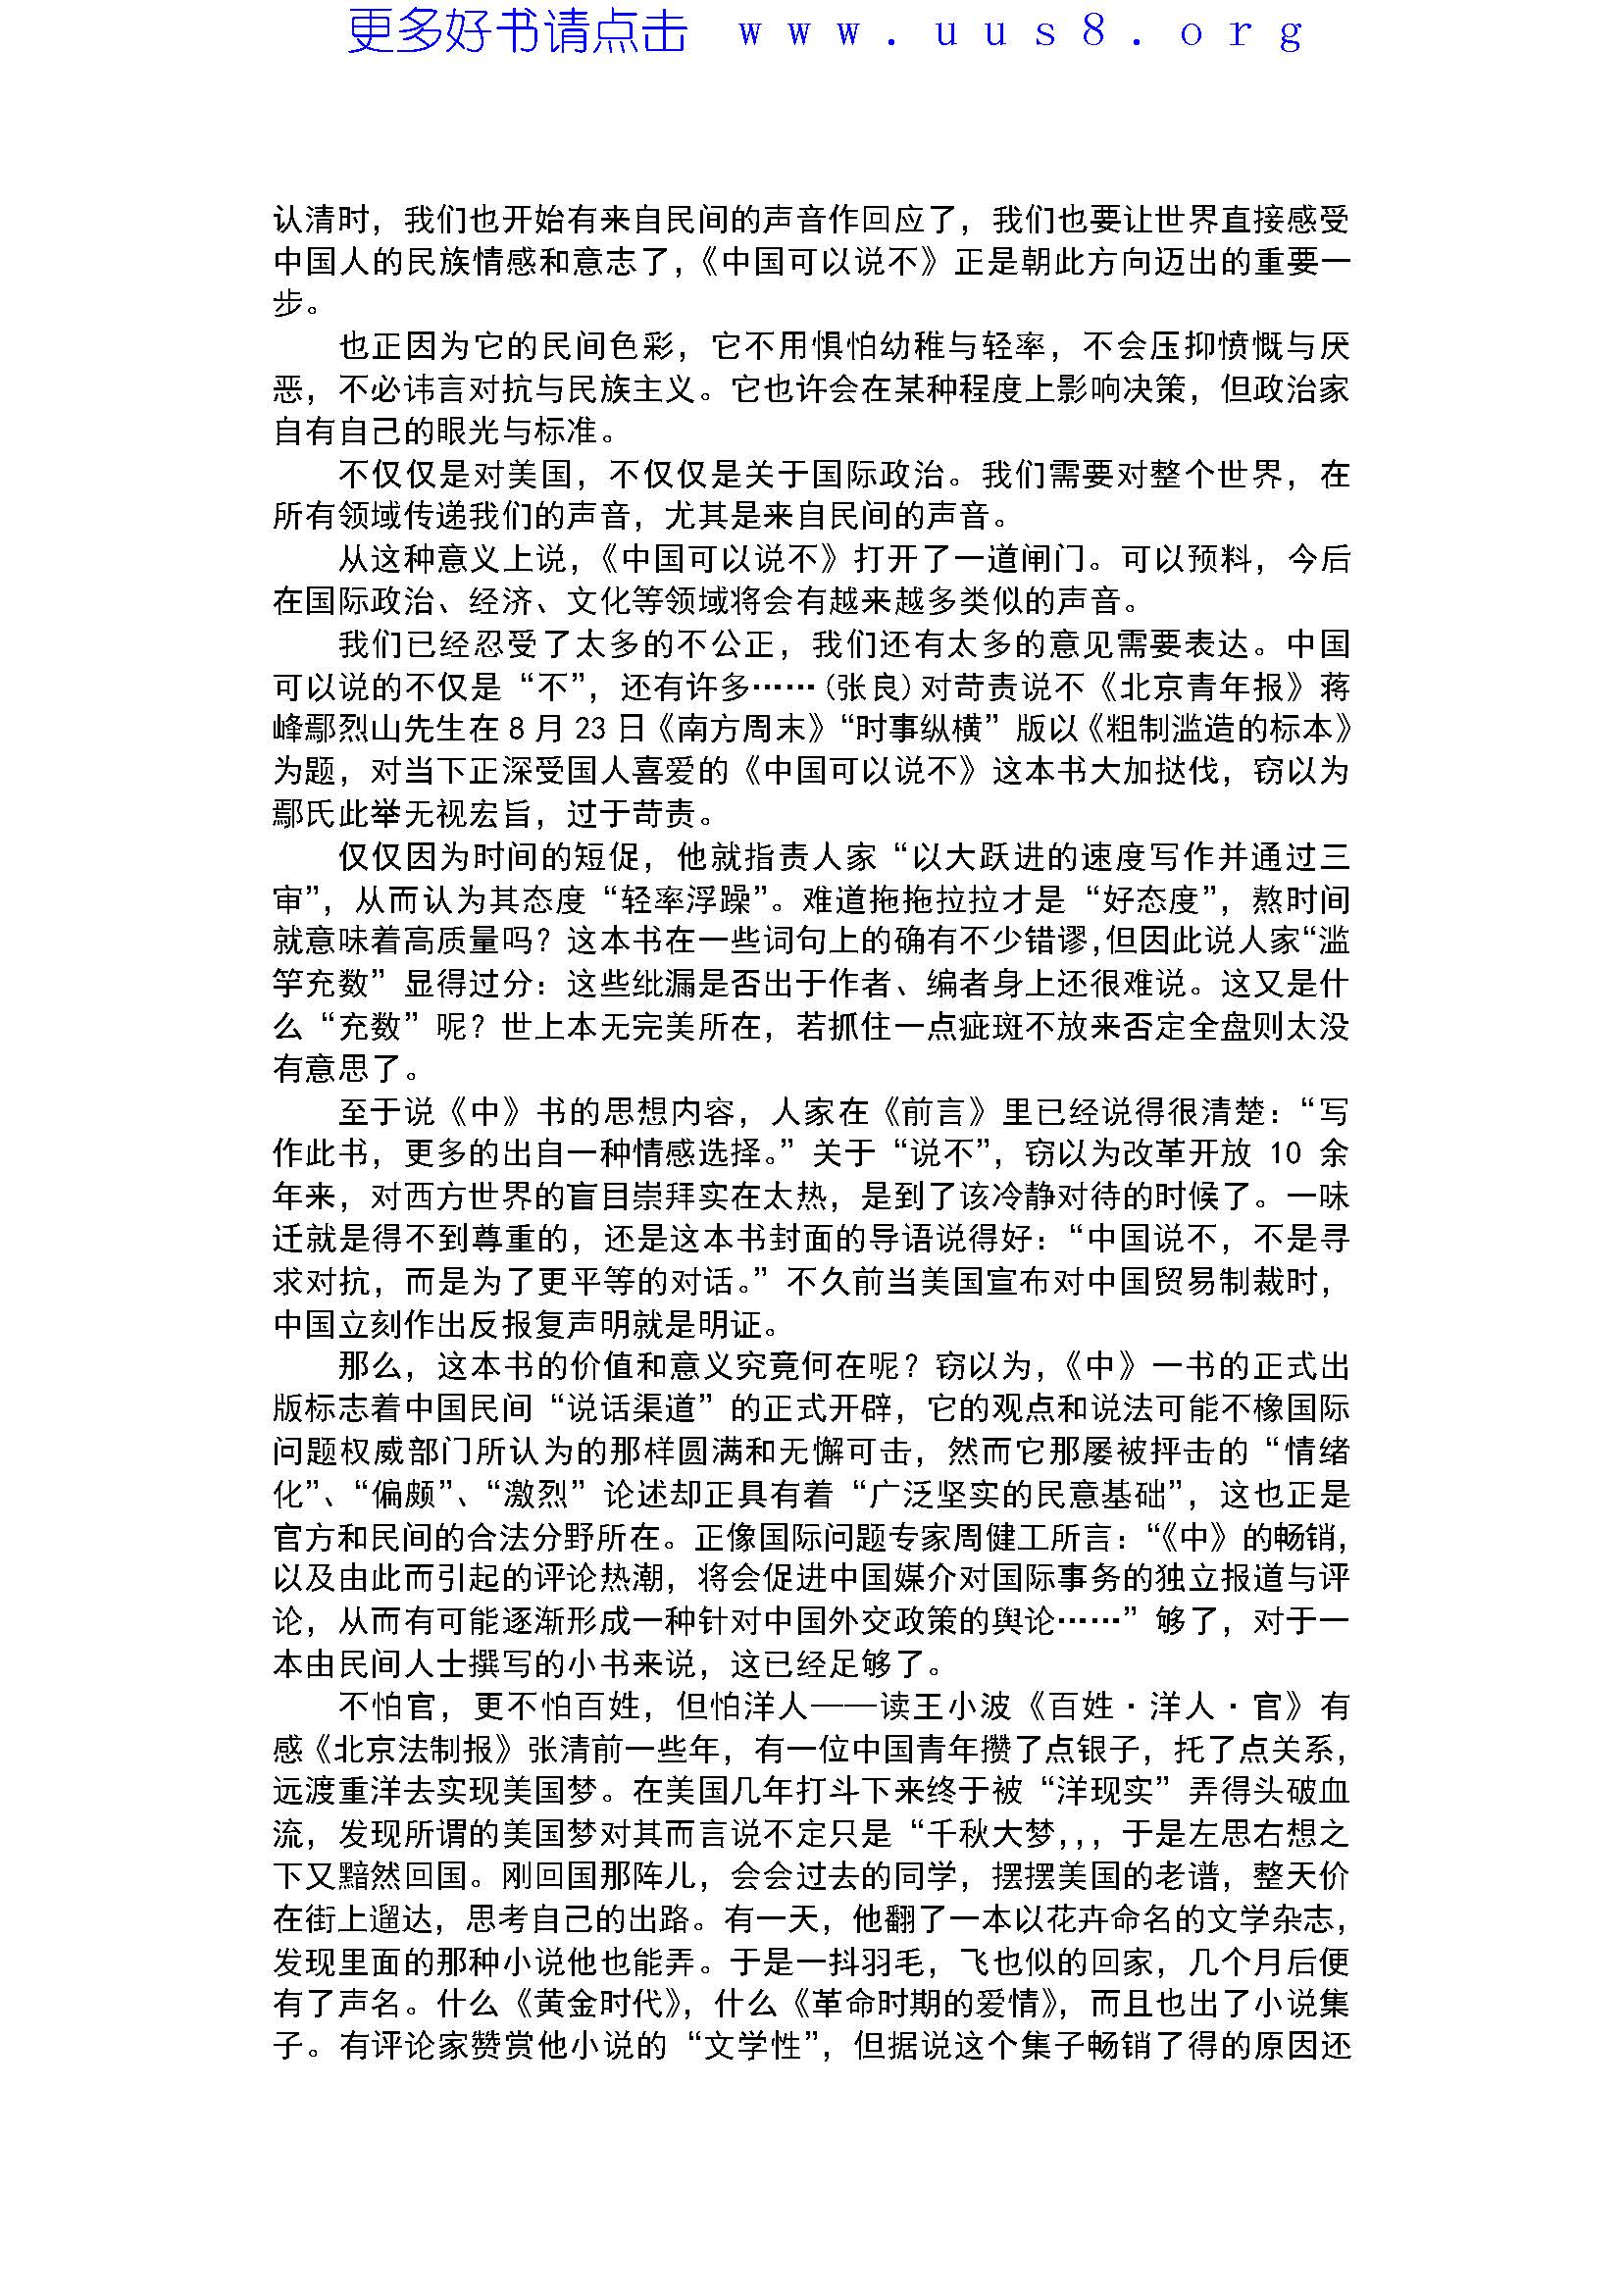 更多好书请点击 www.uus8.org
认清时，我们也开始有来自民间的声音作回应了，我们也要让世界直接感受
中国人的民族情感和意志了，《中国可以说不》正是朝此方向迈出的重要一
步。
也正因为它的民间色彩，它不用惧怕幼稚与轻率，不会压抑愤慨与厌
恶，不必讳言对抗与民族主义。它也许会在某种程度上影响决策，但政治家
自有自己的眼光与标准。
不仅仅是对美国，不仅仅是关于国际政治。我们需要对整个世界，在
所有领域传递我们的声音，尤其是来自民间的声音。
从这种意义上说，《中国可以说不》打开了一道闸门。可以预料，今后
在国际政治、经济、文化等领域将会有越来越多类似的声音。
我们已经忍受了太多的不公正，我们还有太多的意见需要表达。中国
可以说的不仅是“不”，还有许多……(张良)对苛责说不《北京青年报》蒋
峰鄢烈山先生在8月23日《南方周末》“时事纵横”版以《粗制滥造的标本》
为题，对当下正深受国人喜爱的《中国可以说不》这本书大加挞伐，窃以为
鄢氏此举无视宏旨，过于苛责。
仅仅因为时间的短促，他就指责人家“以大跃进的速度写作并通过三
审”，从而认为其态度“轻率浮躁”。难道拖拖拉拉才是“好态度”，熬时间
就意味着高质量吗？这本书在一些词句上的确有不少错谬，但因此说人家“滥
竽充数”显得过分：这些纰漏是否出于作者、编者身上还很难说。这又是什
么“充数”呢？世上本无完美所在，若抓住一点疵斑不放来否定全盘则太没
有意思了。
至于说《中》书的思想内容，人家在《前言》里已经说得很清楚：“写
作此书，更多的出自一种情感选择。”关于“说不”，窃以为改革开放 10 余
年来，对西方世界的盲目崇拜实在太热，是到了该冷静对待的时候了。一味
迁就是得不到尊重的，还是这本书封面的导语说得好：“中国说不，不是寻
求对抗，而是为了更平等的对话。”不久前当美国宣布对中国贸易制裁时，
中国立刻作出反报复声明就是明证。
那么，这本书的价值和意义究竟何在呢？窃以为，《中》一书的正式出
版标志着中国民间“说话渠道”的正式开辟，它的观点和说法可能不橡国际
问题权威部门所认为的那样圆满和无懈可击，然而它那屡被抨击的“情绪
化”、“偏颇”、“激烈”论述却正具有着“广泛坚实的民意基础”，这也正是
官方和民间的合法分野所在。正像国际问题专家周健工所言：“《中》的畅销，
以及由此而引起的评论热潮，将会促进中国媒介对国际事务的独立报道与评
论，从而有可能逐渐形成一种针对中国外交政策的舆论……”够了，对于一
本由民间人士撰写的小书来说，这已经足够了。
不怕官，更不怕百姓，但怕洋人——读王小波《百姓·洋人·官》有
感《北京法制报》张清前一些年，有一位中国青年攒了点银子，托了点关系，
远渡重洋去实现美国梦。在美国几年打斗下来终于被“洋现实”弄得头破血
流，发现所谓的美国梦对其而言说不定只是“千秋大梦，，，于是左思右想之
下又黯然回国。刚回国那阵儿，会会过去的同学，摆摆美国的老谱，整天价
在街上遛达，思考自己的出路。有一天，他翻了一本以花卉命名的文学杂志，
发现里面的那种小说他也能弄。于是一抖羽毛，飞也似的回家，几个月后便
有了声名。什么《黄金时代》，什么《革命时期的爱情》，而且也出了小说集
子。有评论家赞赏他小说的“文学性”，但据说这个集子畅销了得的原因还